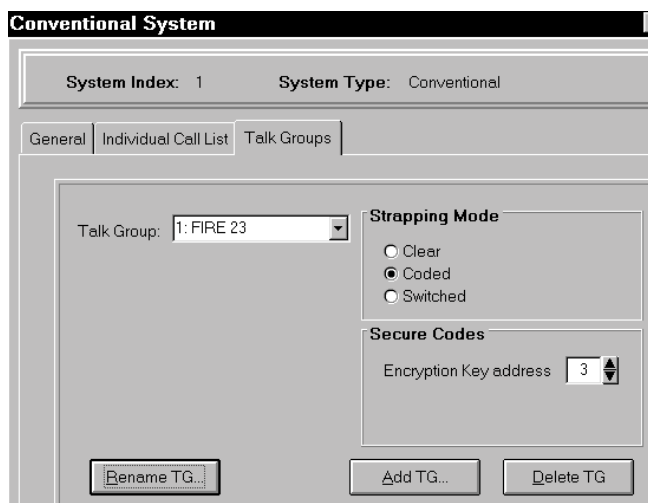 Conventional System
System Index: 1 System Type: Conventional
General Individual Call List Talk Groups
Talk Group: 1: FIRE 23
Strapping Mode
Clear
Coded
Switched
Secure Codes
Encryption Key address 3
Rename TG... Add TG... Delete TG